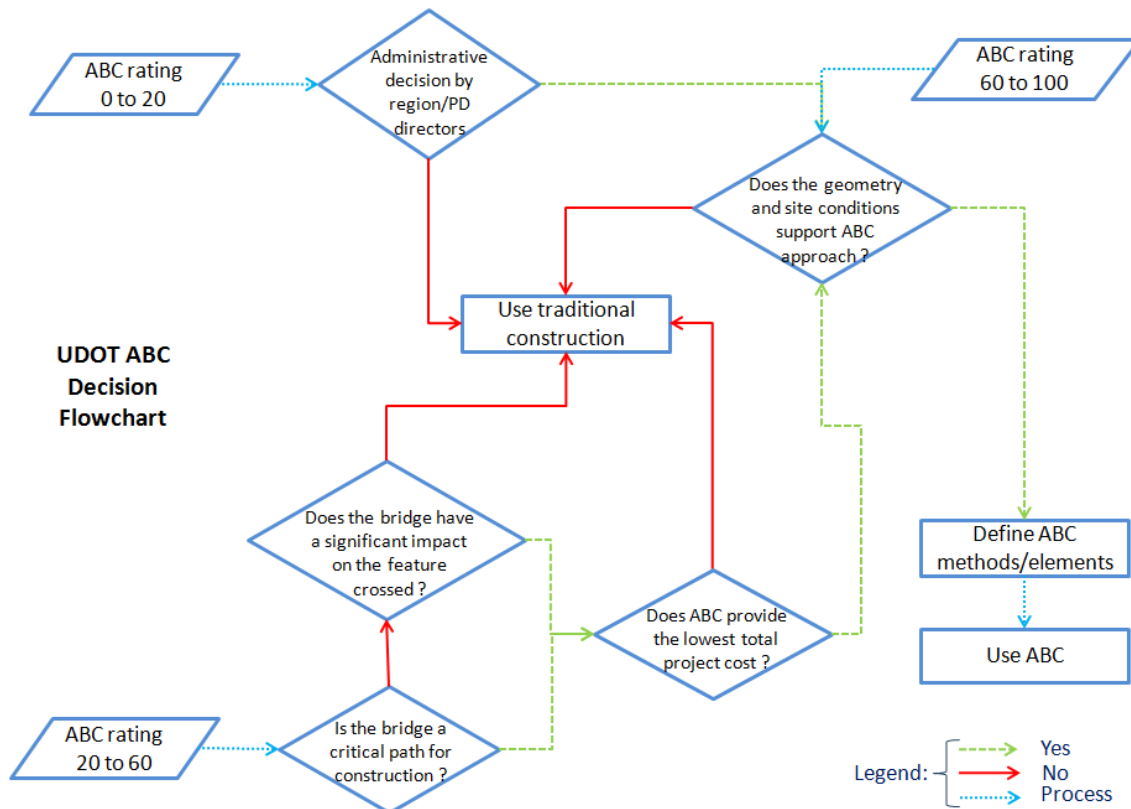 ABC rating
0 to 20
Administrative
decision by
region/PD
directors
ABC rating
60 to 100
Does the geometry
and site conditions
support ABC
approach ?
Use traditional
construction
UDOT ABC
Decision
Flowchart
Does the bridge have
a significant impact
on the feature
crossed ?
Define ABC
methods/elements
Does ABC provide
the lowest total
project cost ?
Use ABC
ABC rating
20 to 60
Is the bridge a
critical path for
construction ?
Legend:
Yes
No
Process